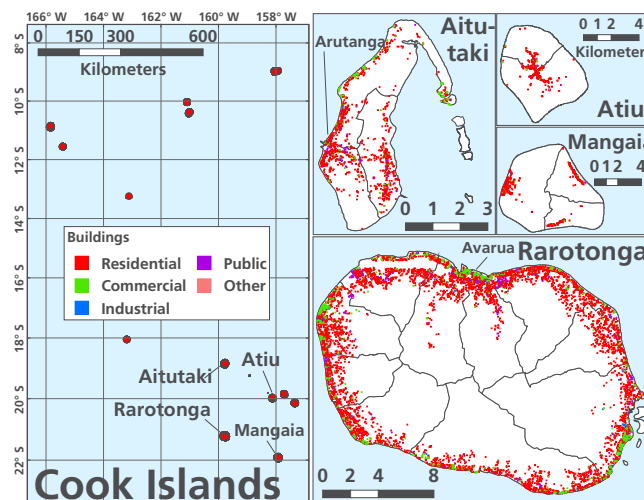 166°W 164°W 162°W 160°W 158°W
8°S
0 150 300 600
Kilometers
10°S
12°S
14°S
Buildings
Residential
Public
Commercial
Other
Industrial
16°S
18°S
Aitutaki
Atiu
20°S
Rarotonga
Mangaia
22°S
Cook Islands
Arutanga
Aitu-
taki
0 1 2 3
0 1 2 4
Kilometer
Atiu
Mangaia
0 1 2 4
Avarua
Rarotonga
0 2 4 8